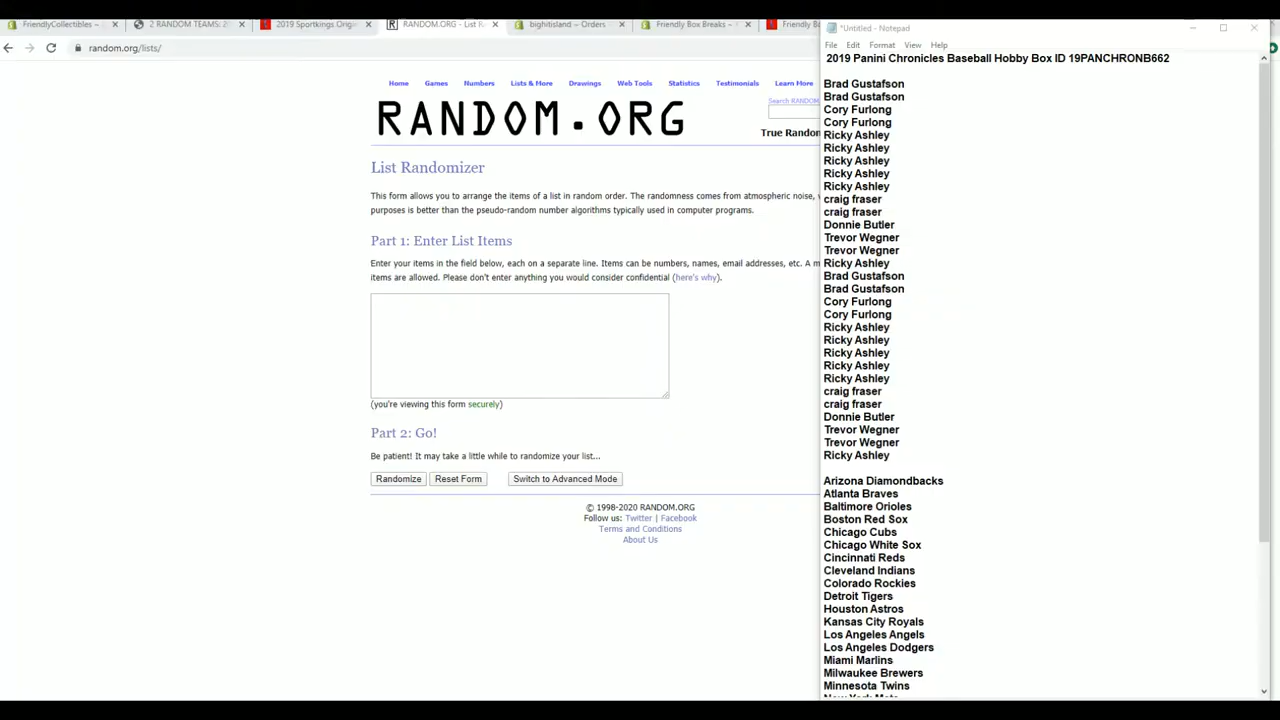 FriendlyCollectibles –
2 RANDOM TEAMS: 2
2019 Sportkings Origin
RANDOM.ORG - List R
bighitisland – Orders
Friendly Box Breaks –
Friendly Ba
random.org/lists/
Home Games Numbers Lists & More Drawings Web Tools Statistics Testimonials Learn More
Search RANDOM
RANDOM.ORG
True Random
List Randomizer
This form allows you to arrange the items of a list in random order. The randomness comes from atmospheric noise,
purposes is better than the pseudo-random number algorithms typically used in computer programs.
Part 1: Enter List Items
Enter your items in the field below, each on a separate line. Items can be numbers, names, email addresses, etc. A m
items are allowed. Please don't enter anything you would consider confidential (here's why).
(you're viewing this form securely)
Part 2: Go!
Be patient! It may take a little while to randomize your list...
Randomize Reset Form Switch to Advanced Mode
© 1998-2020 RANDOM.ORG
Follow us: Twitter | Facebook
Terms and Conditions
About Us
*Untitled - Notepad
File Edit Format View Help
2019 Panini Chronicles Baseball Hobby Box ID 19PANCHRONB662
Brad Gustafson
Brad Gustafson
Cory Furlong
Cory Furlong
Ricky Ashley
Ricky Ashley
Ricky Ashley
Ricky Ashley
Ricky Ashley
craig fraser
craig fraser
Donnie Butler
Trevor Wegner
Trevor Wegner
Ricky Ashley
Brad Gustafson
Brad Gustafson
Cory Furlong
Cory Furlong
Ricky Ashley
Ricky Ashley
Ricky Ashley
Ricky Ashley
Ricky Ashley
craig fraser
craig fraser
Donnie Butler
Trevor Wegner
Trevor Wegner
Ricky Ashley
Arizona Diamondbacks
Atlanta Braves
Baltimore Orioles
Boston Red Sox
Chicago Cubs
Chicago White Sox
Cincinnati Reds
Cleveland Indians
Colorado Rockies
Detroit Tigers
Houston Astros
Kansas City Royals
Los Angeles Angels
Los Angeles Dodgers
Miami Marlins
Milwaukee Brewers
Minnesota Twins
New York Mets